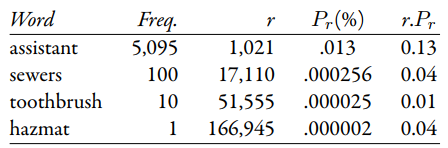 Word Freq. r Pr(%) r.Pr
assistant 5,095 1,021 .013 0.13
sewers 100 17,110 .000256 0.04
toothbrush 10 51,555 .000025 0.01
hazmat 1 166,945 .000002 0.04